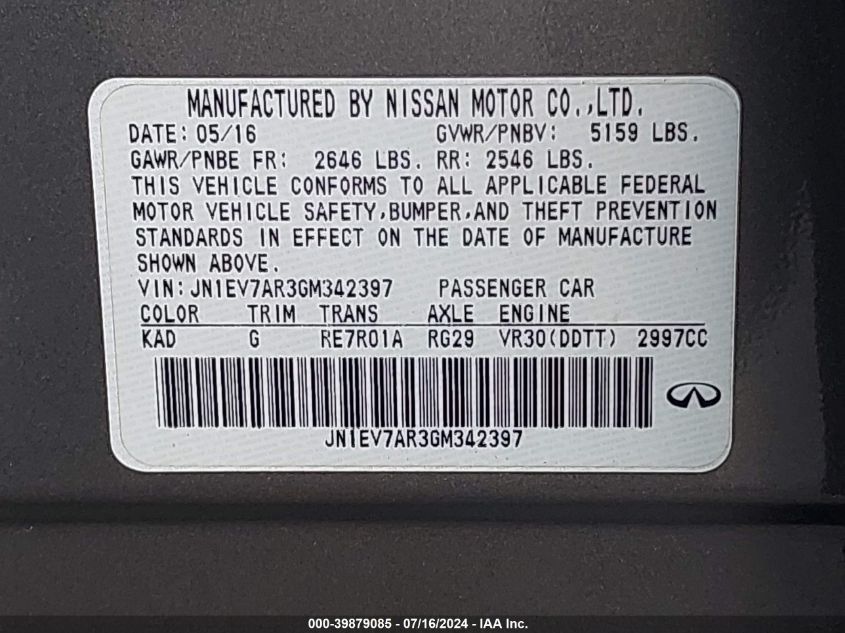 MANUFACTURED BY NISSAN MOTOR CO.,LTD.
DATE: 05/16 GVWR/PNBV: 5159 LBS.
GAWR/PNBE FR: 2646 LBS. RR: 2546 LBS.
THIS VEHICLE CONFORMS TO ALL APPLICABLE FEDERAL
MOTOR VEHICLE SAFETY,BUMPER,AND THEFT PREVENTION
STANDARDS IN EFFECT ON THE DATE OF MANUFACTURE
SHOWN ABOVE.
VIN:JN1EV7AR3GM342397 PASSENGER CAR
COLOR TRIM TRANS AXLE ENGINE
KAD G RE7R01A RG29 VR30(DDTT) 2997CC
JN1EV7AR3GM342397
000-39879085 - 07/16/2024 - IAA Inc.